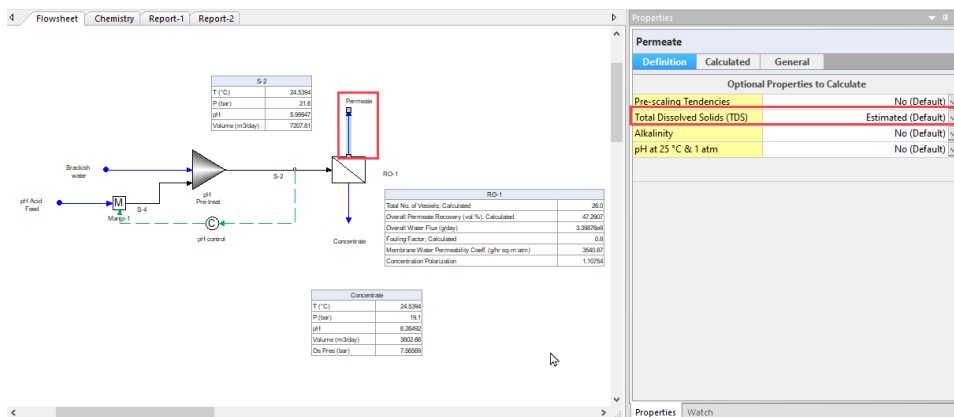 Flowsheet Chemistry Report-1 Report-2
S-2
T (°C) 24.5394
P (bar) 21.6
pH 5.99947
Volume (m3/day) 7207.81
Permeate
Brackish
water
pH Acid
Feed
M
Manip-1
S-4
pH
Pre-treat
S-2
C
pH control
RO-1
Concentrate
RO-1
Total No. of Vessels, Calculated 26.0
Overall Permeate Recovery (vol %), Calculated 47.2907
Overall Water Flux (g/day) 3.39876e9
Fouling Factor, Calculated 0.8
Membrane Water Permeability Coeff. (g/hr sq-m atm) 3540.87
Concentration Polarization 1.10754
Concentrate
T (°C) 24.5394
P (bar) 19.1
pH 6.26492
Volume (m3/day) 3802.86
Os Pres (bar) 7.56589
Properties
Permeate
Definition Calculated General
Optional Properties to Calculate
Pre-scaling Tendencies No (Default)
Total Dissolved Solids (TDS) Estimated (Default)
Alkalinity No (Default)
pH at 25 °C & 1 atm No (Default)
Properties Watch